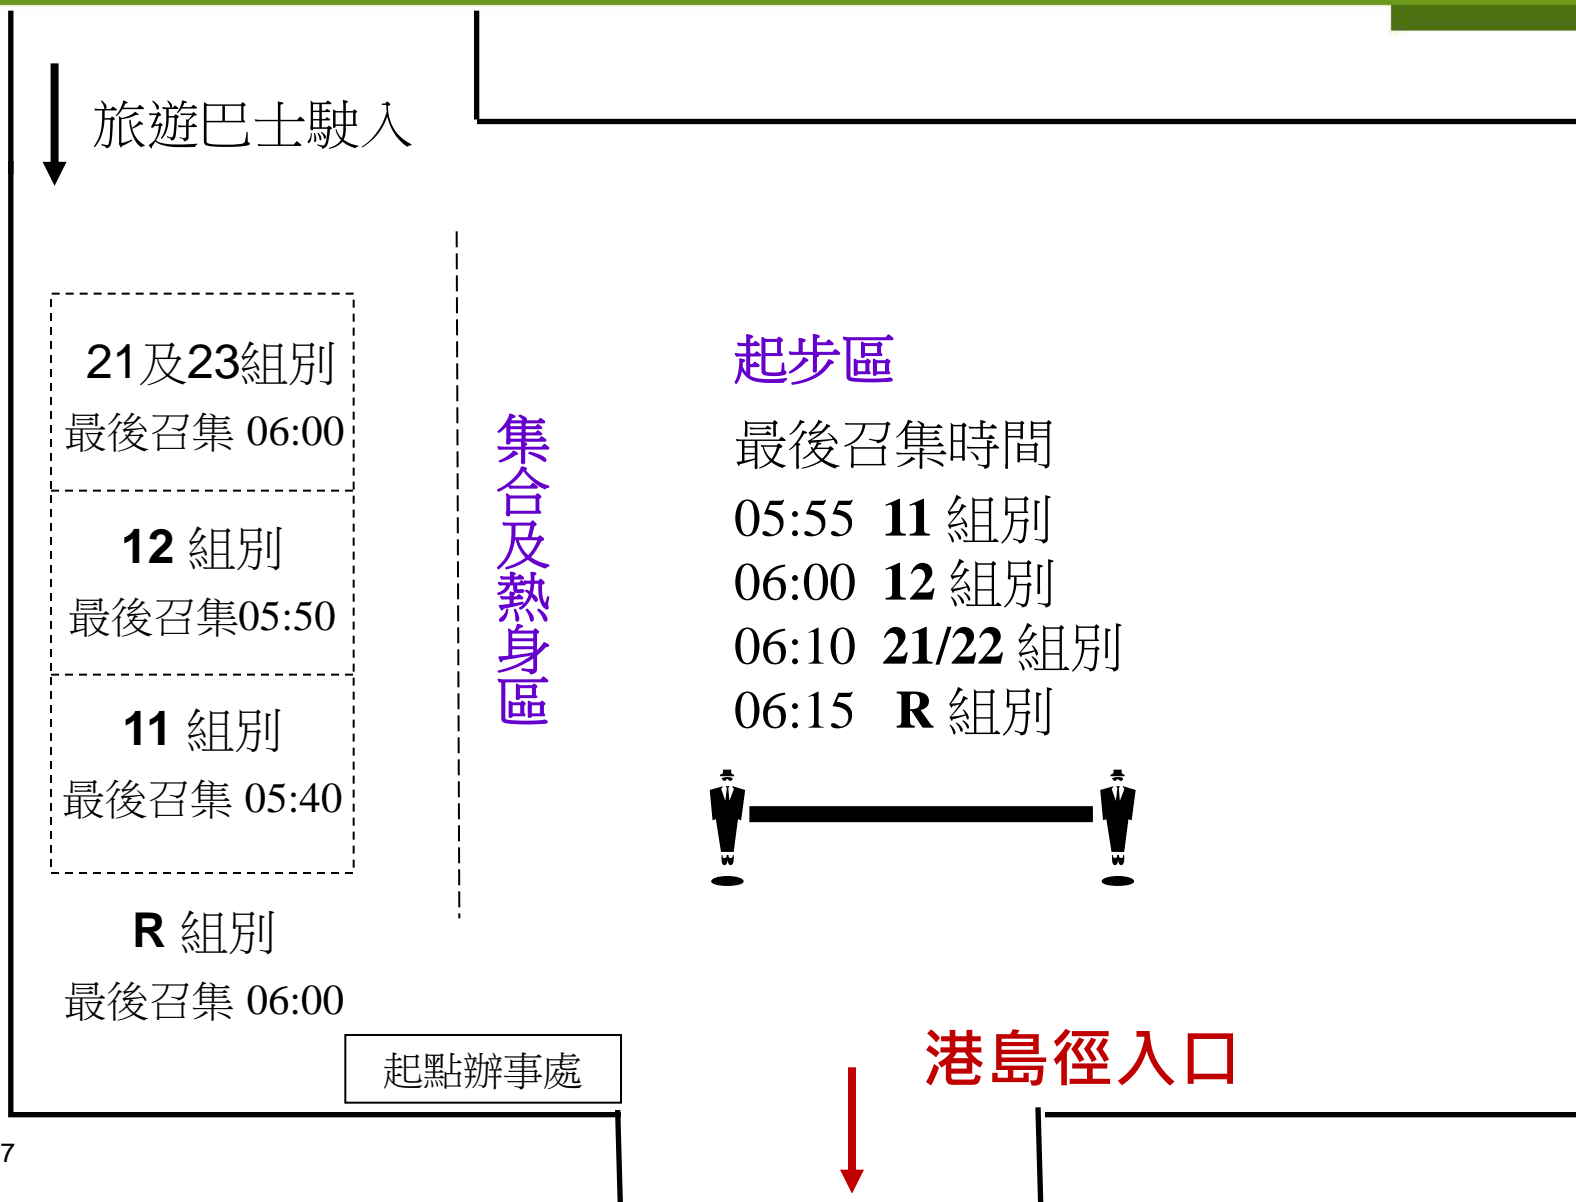 旅遊巴士駛入
21及23組別
最後召集 06:00
12 組別
最後召集05:50
11 組別
最後召集 05:40
R 組別
最後召集 06:00
集合及熱身區
起步區
最後召集時間
05:55 11 組別
06:00 12 組別
06:10 21/22 組別
06:15 R 組別
起點辦事處
港島徑入口
7